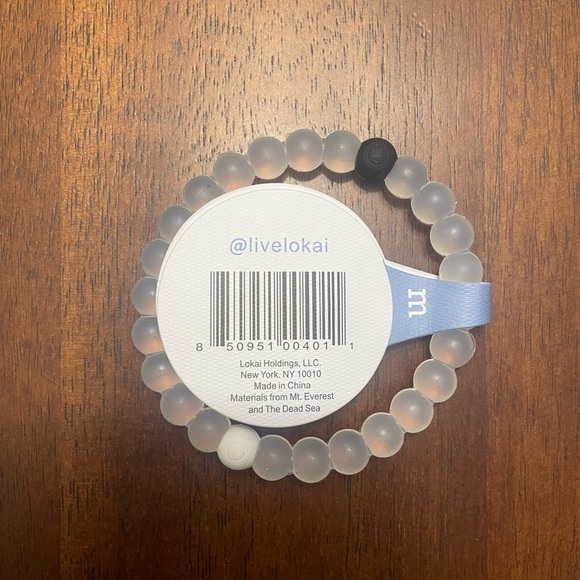 @livelokai
8 50951 00401 1
Lokai Holdings, LLC.
New York. NY 10010
Made in China
Materials from Mt. Everest
and The Dead Sea
m